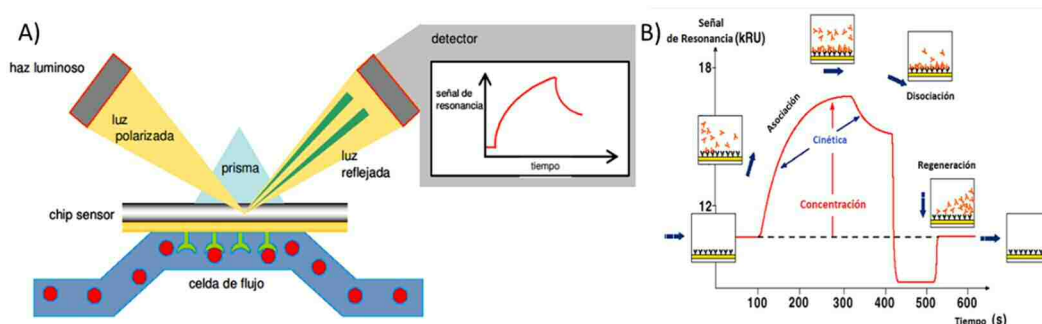 A)
haz luminoso
luz
polarizada
prisma
luz
reflejada
chip sensor
celda de flujo
detector
señal de
resonancia
tiempo
B)
Señal
de Resonancia (kRU)
18
12
Asociación
Disociación
Cinética
Regeneración
Concentración
100 200 300 400 500 600
Tiempo (s)